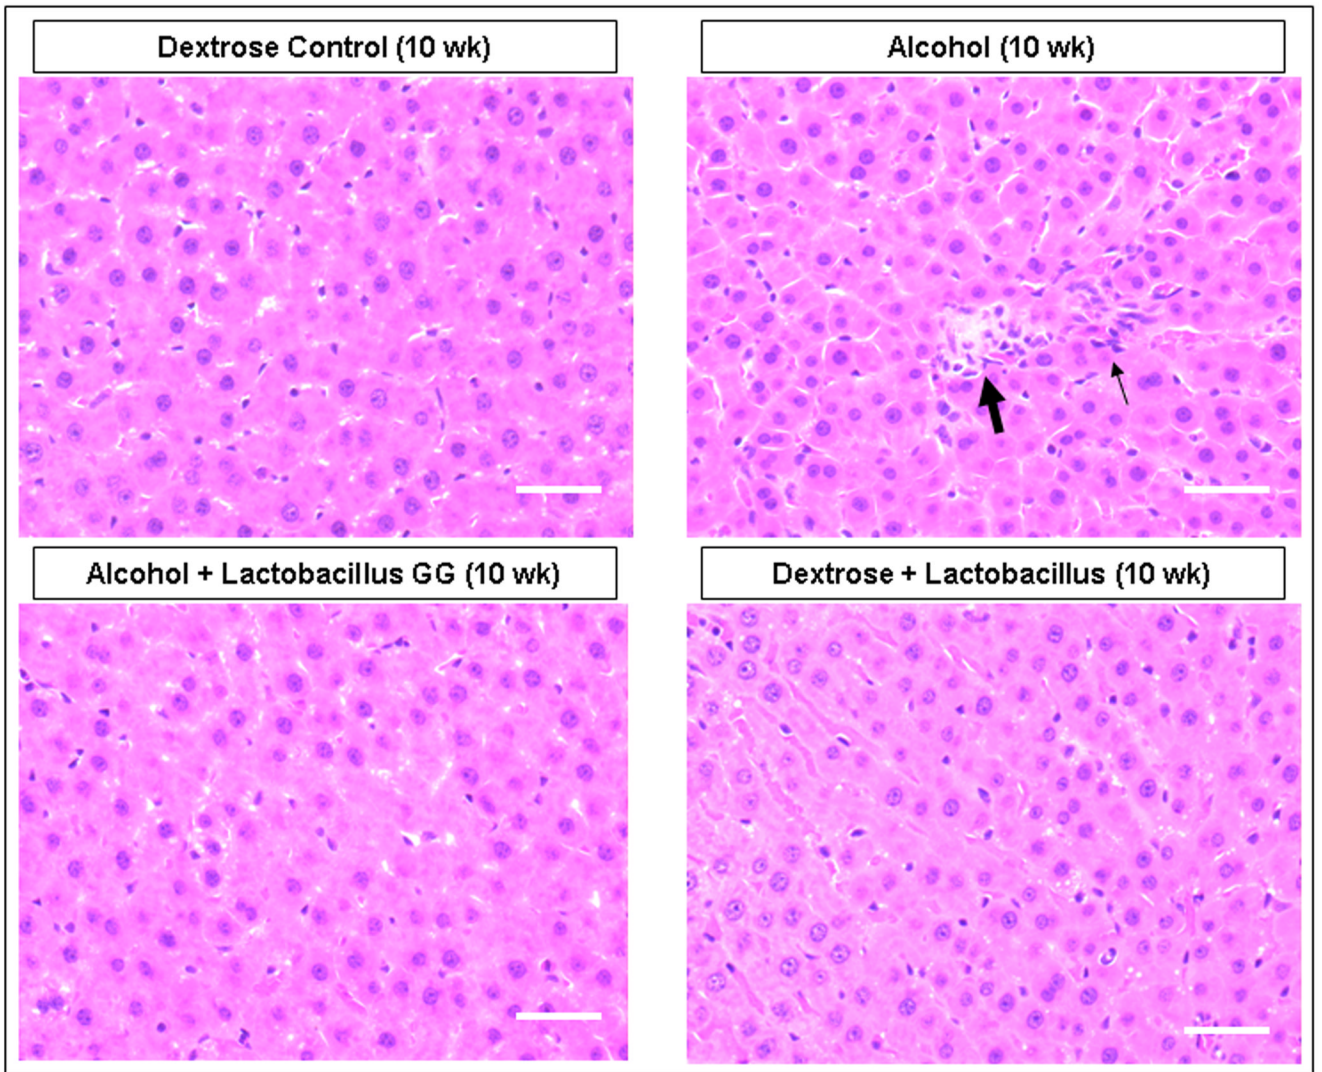 Dextrose Control (10 wk)
Alcohol (10 wk)
Alcohol + Lactobacillus GG (10 wk)
Dextrose + Lactobacillus (10 wk)